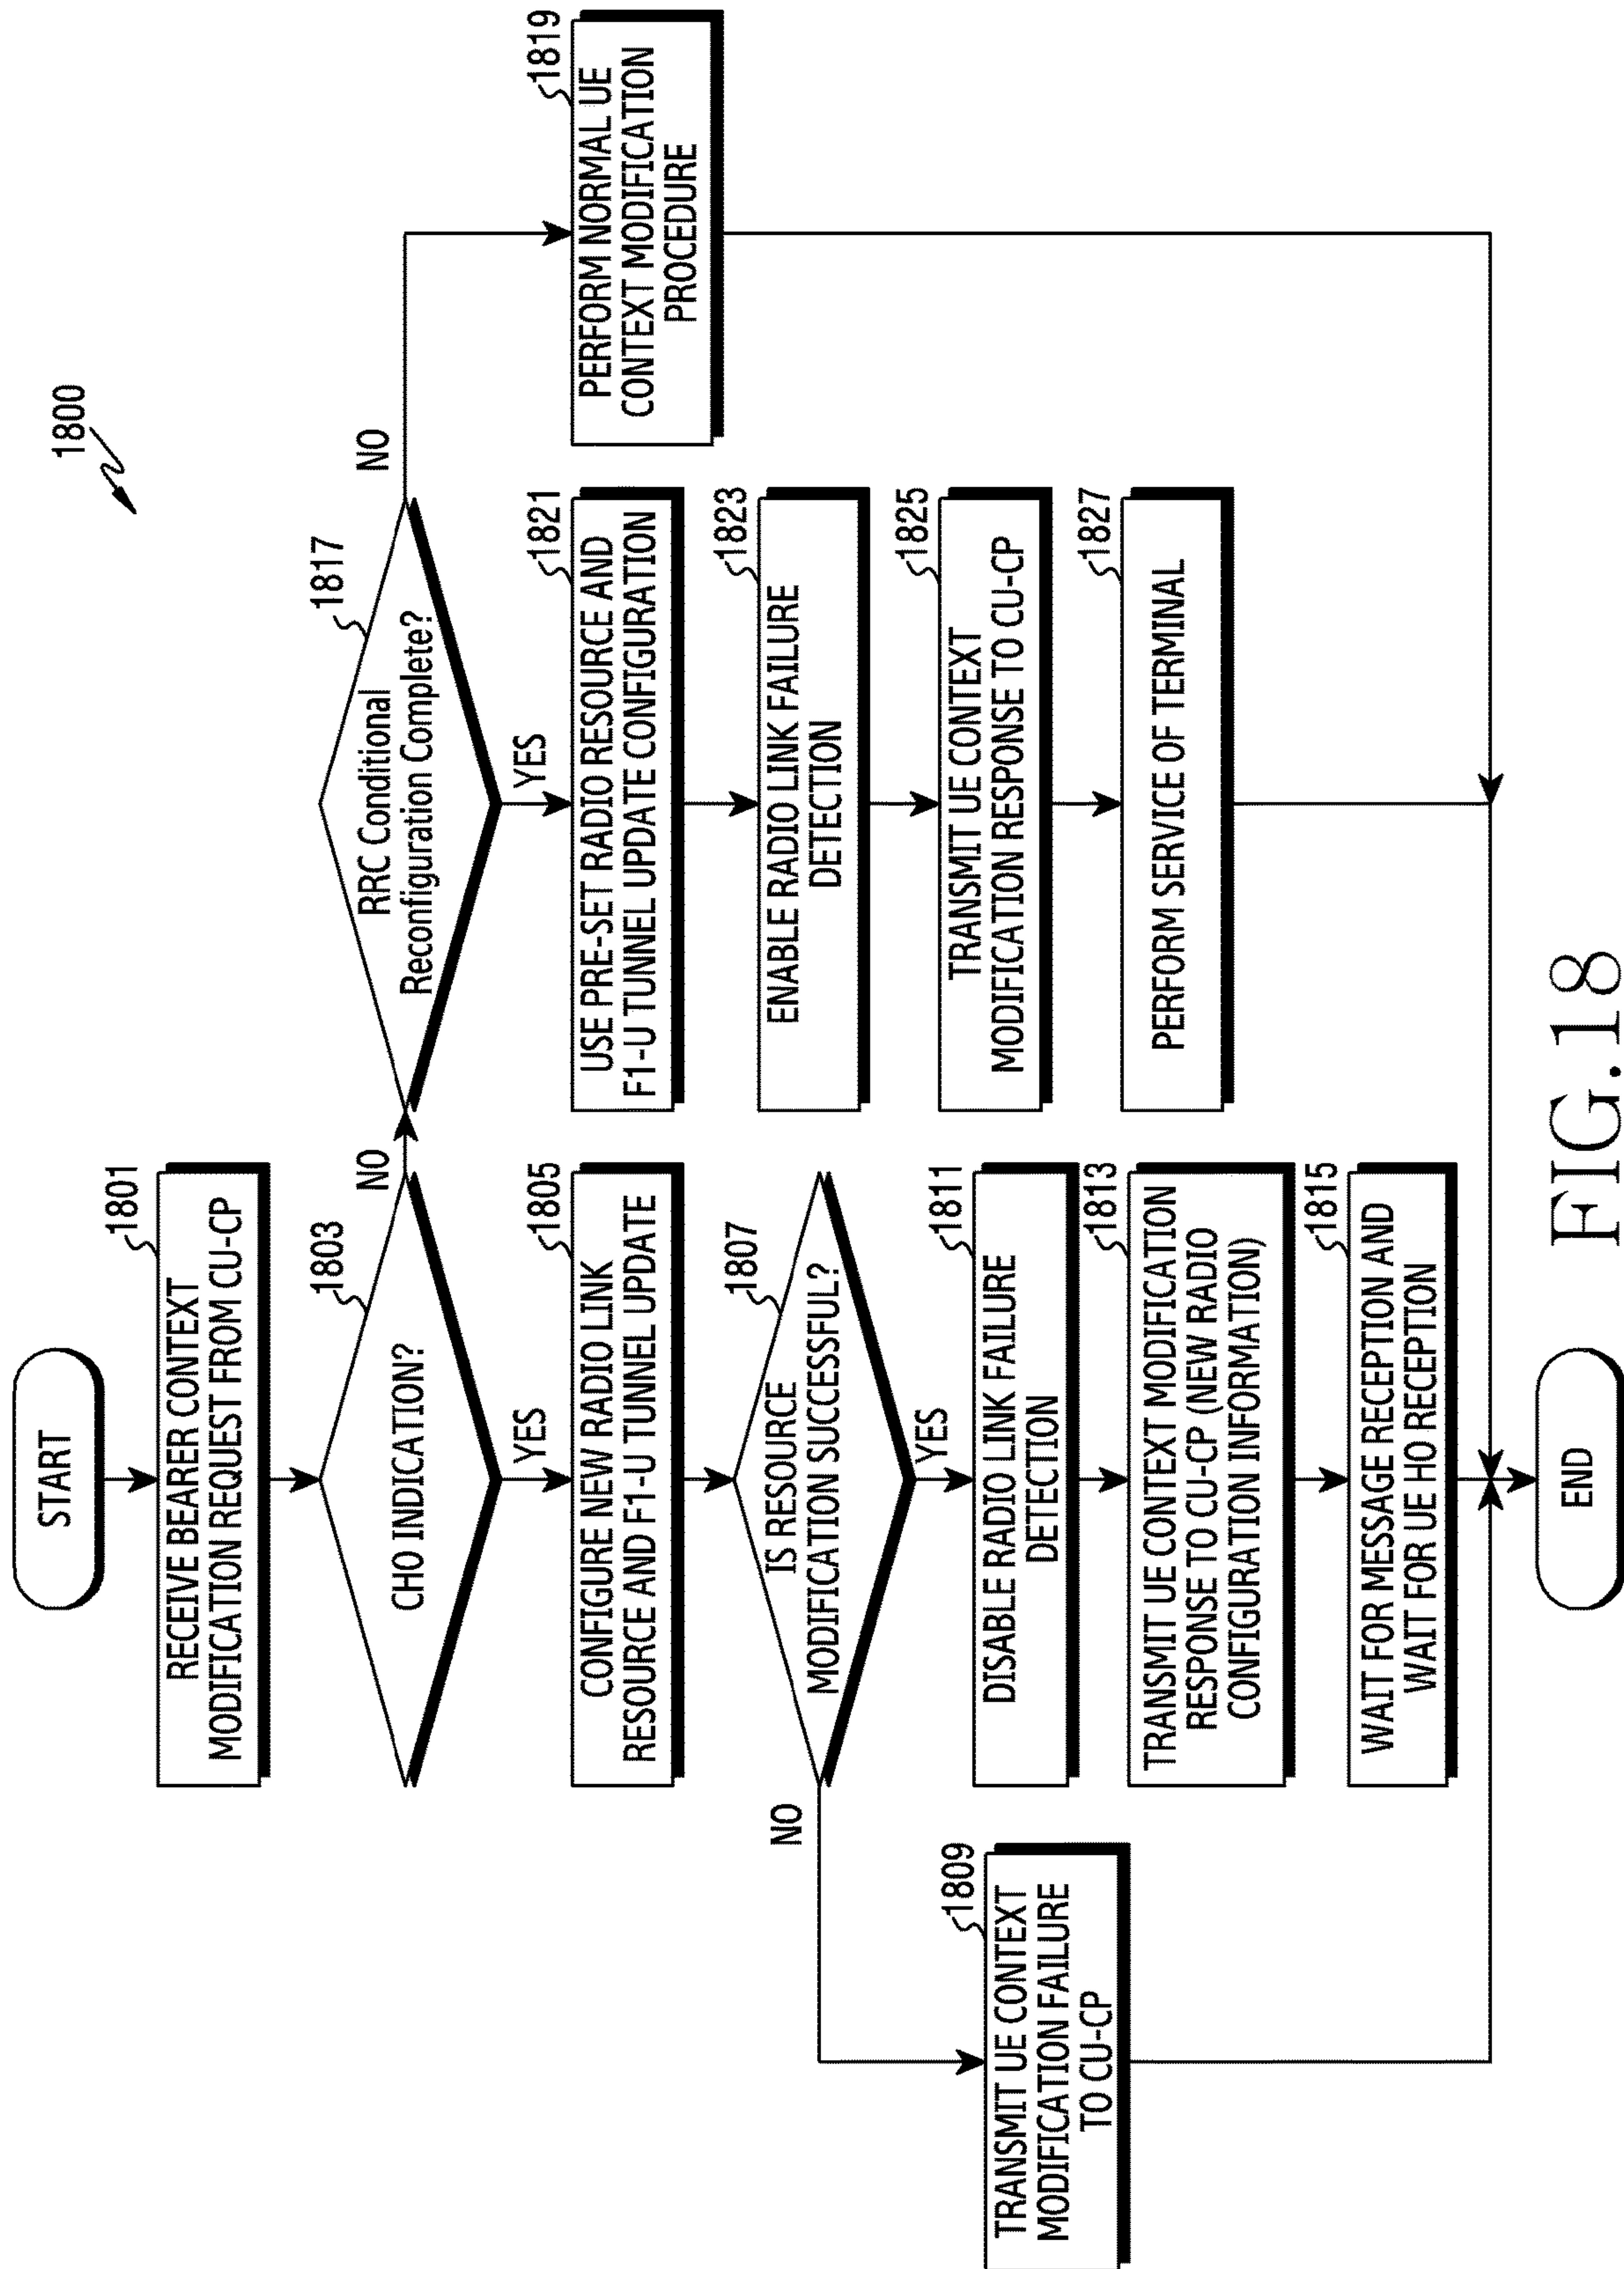 1800
START
1801
RECEIVE BEARER CONTEXT
MODIFICATION REQUEST FROM CU-CP
1803
CHO INDICATION?
NO
YES
1805
CONFIGURE NEW RADIO LINK
RESOURCE AND F1-U TUNNEL UPDATE
1807
IS RESOURCE
MODIFICATION SUCCESSFUL?
NO
YES
1809
TRANSMIT UE CONTEXT
MODIFICATION FAILURE
TO CU-CP
1811
DISABLE RADIO LINK FAILURE
DETECTION
1813
TRANSMIT UE CONTEXT MODIFICATION
RESPONSE TO CU-CP (NEW RADIO
CONFIGURATION INFORMATION)
1815
WAIT FOR MESSAGE RECEPTION AND
WAIT FOR UE HO RECEPTION
1817
RRC Conditional
Reconfiguration Complete?
NO
YES
1819
PERFORM NORMAL UE
CONTEXT MODIFICATION
PROCEDURE
1821
USE PRE-SET RADIO RESOURCE AND
F1-U TUNNEL UPDATE CONFIGURATION
1823
ENABLE RADIO LINK FAILURE
DETECTION
1825
TRANSMIT UE CONTEXT
MODIFICATION RESPONSE TO CU-CP
1827
PERFORM SERVICE OF TERMINAL
END
FIG.18